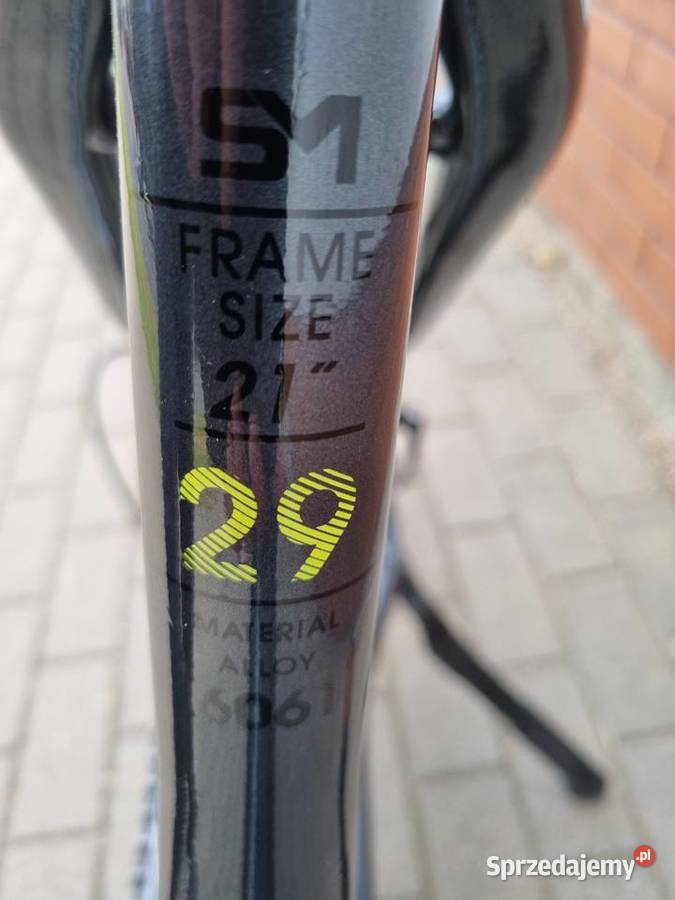 SM
FRAME
SIZE
21"
29
MATERIAL
ALLOY
6061
Sprzedajemy.pl